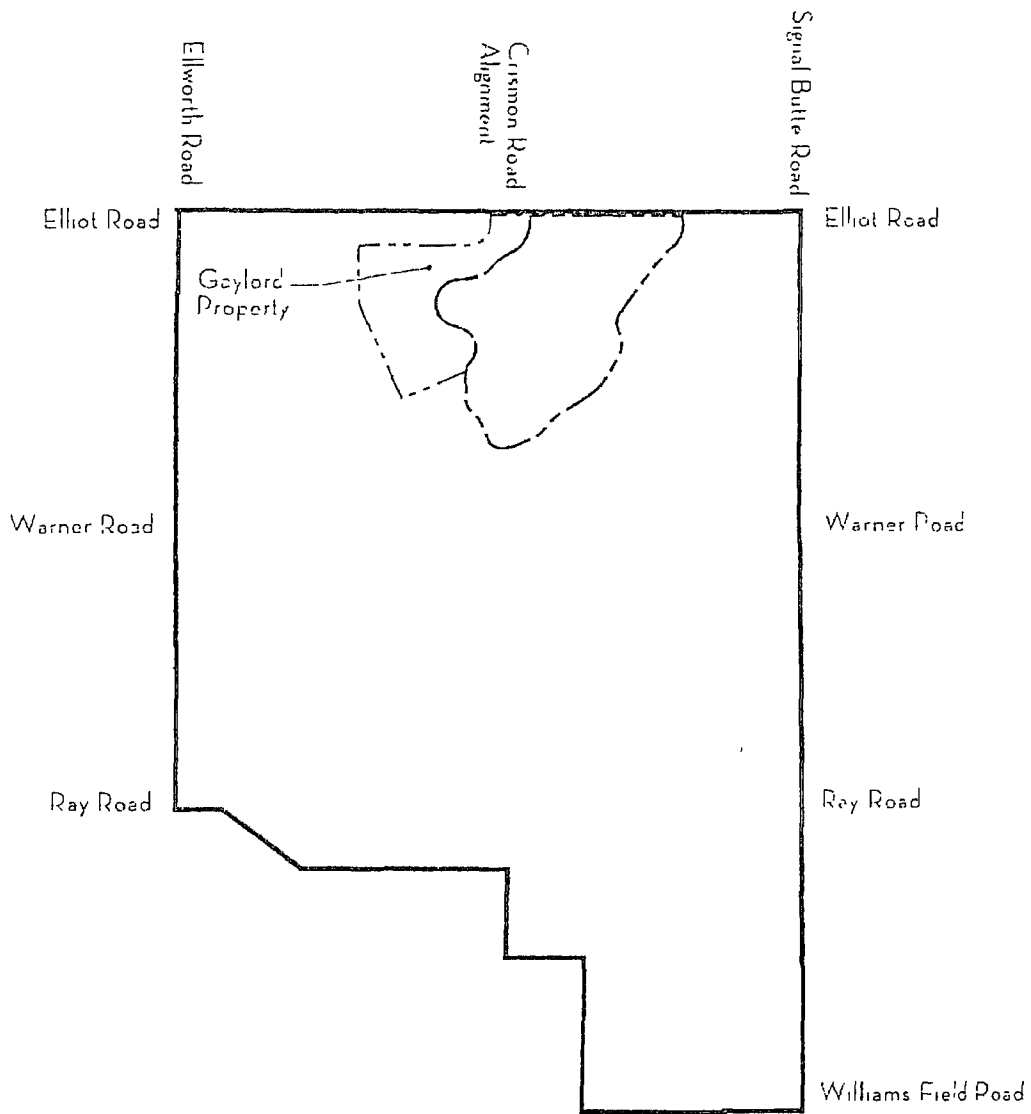 Ellworth Road
Crismon Road
Alignment
Signal Butte Road
Elliot Road
Elliot Road
Gaylord
Property
Warner Road
Warner Road
Ray Road
Ray Road
Williams Field Road